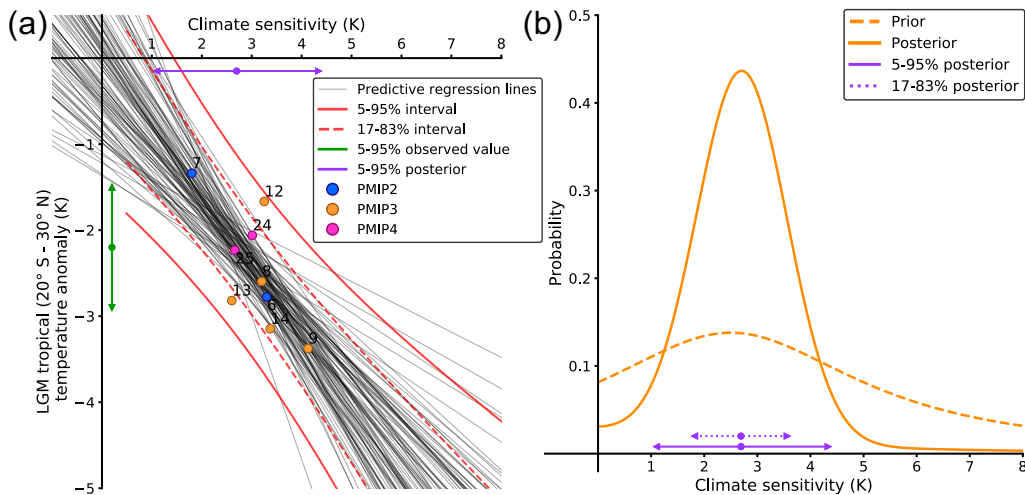 (a)
Climate sensitivity (K)
1 2 3 4 5 6 7 8
Predictive regression lines
5-95% interval
17-83% interval
5-95% observed value
5-95% posterior
PMIP2
PMIP3
PMIP4
−1
−2
−3
−4
−5
LGM tropical (20° S - 30° N)
temperature anomaly (K)
7
12
24
25
8
13
6
14
9
(b)
Prior
Posterior
5-95% posterior
17-83% posterior
0.5
0.4
0.3
0.2
0.1
Probability
1 2 3 4 5 6 7 8
Climate sensitivity (K)